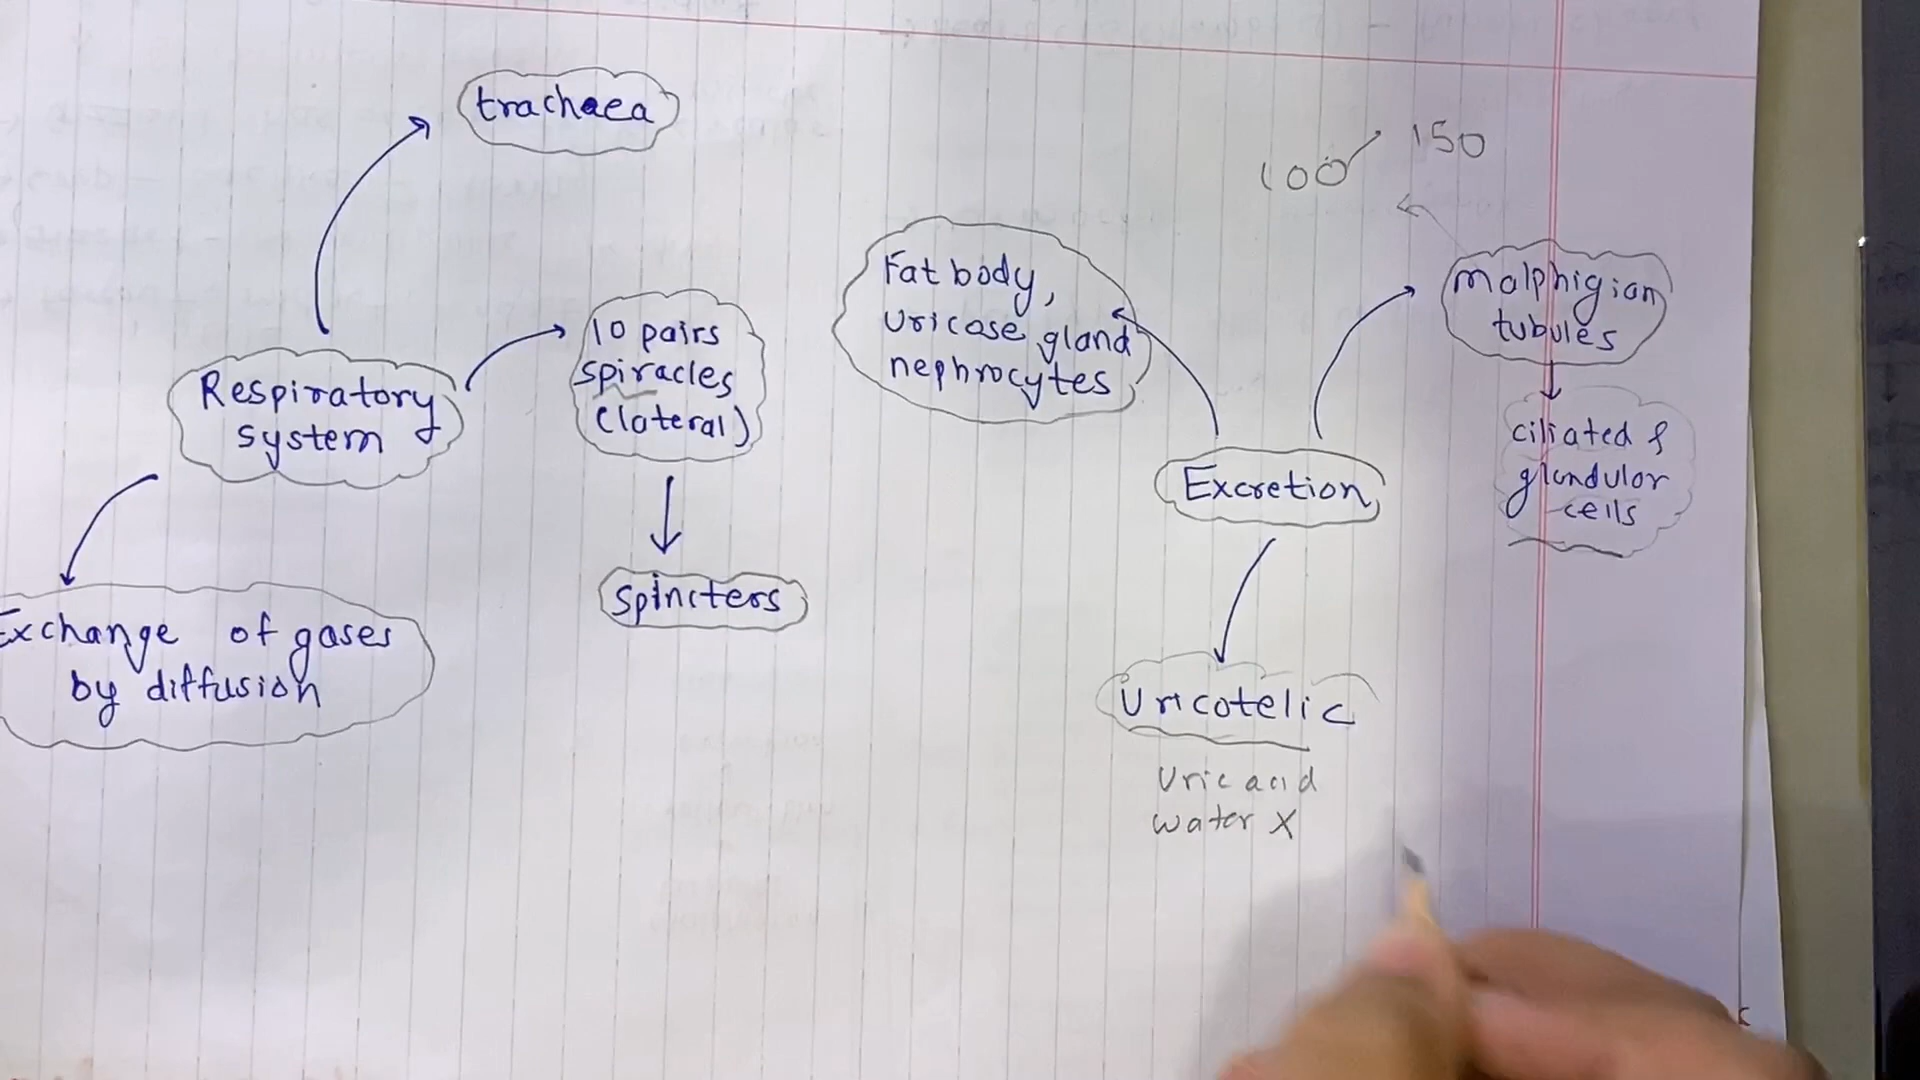 trachaea
10 pairs
spiracles
(lateral)
Respiratory
system
spincters
Exchange of gases
by diffusion
100 150
Fat body,
uricase gland
nephrocytes
malphigian
tubules
ciliated &
glandular
cells
Excretion
Uricotelic
Uric acid
water X